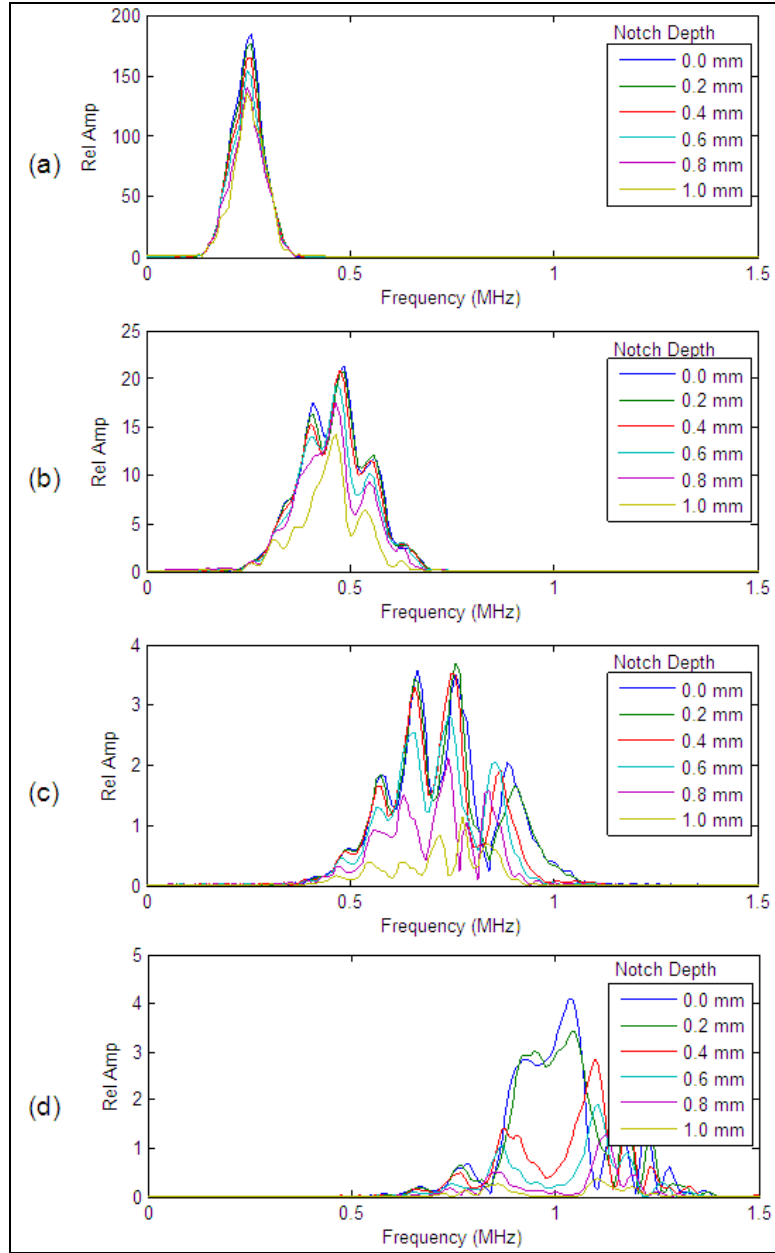 (a)
Rel Amp
200
150
100
50
0
0
0.5
1
1.5
Frequency (MHz)
Notch Depth
0.0 mm
0.2 mm
0.4 mm
0.6 mm
0.8 mm
1.0 mm
(b)
Rel Amp
25
20
15
10
5
0
0
0.5
1
1.5
Frequency (MHz)
Notch Depth
0.0 mm
0.2 mm
0.4 mm
0.6 mm
0.8 mm
1.0 mm
(c)
Rel Amp
4
3
2
1
0
0
0.5
1
1.5
Frequency (MHz)
Notch Depth
0.0 mm
0.2 mm
0.4 mm
0.6 mm
0.8 mm
1.0 mm
(d)
Rel Amp
5
4
3
2
1
0
0
0.5
1
1.5
Frequency (MHz)
Notch Depth
0.0 mm
0.2 mm
0.4 mm
0.6 mm
0.8 mm
1.0 mm